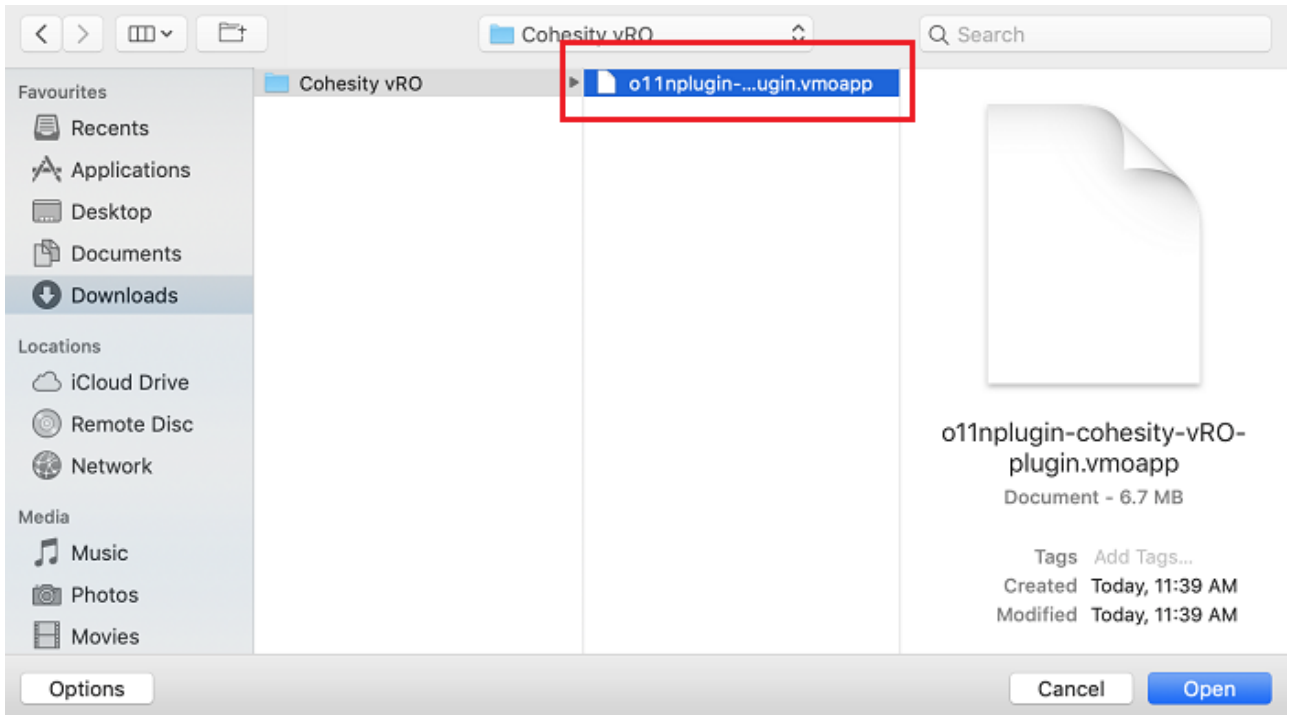 Cohesity vRO
Search
Favourites
Recents
Applications
Desktop
Documents
Downloads
Locations
iCloud Drive
Remote Disc
Network
Media
Music
Photos
Movies
Cohesity vRO
o11nplugin-...ugin.vmoapp
o11nplugin-cohesity-vRO-
plugin.vmoapp
Document - 6.7 MB
Tags Add Tags...
Created Today, 11:39 AM
Modified Today, 11:39 AM
Options
Cancel
Open